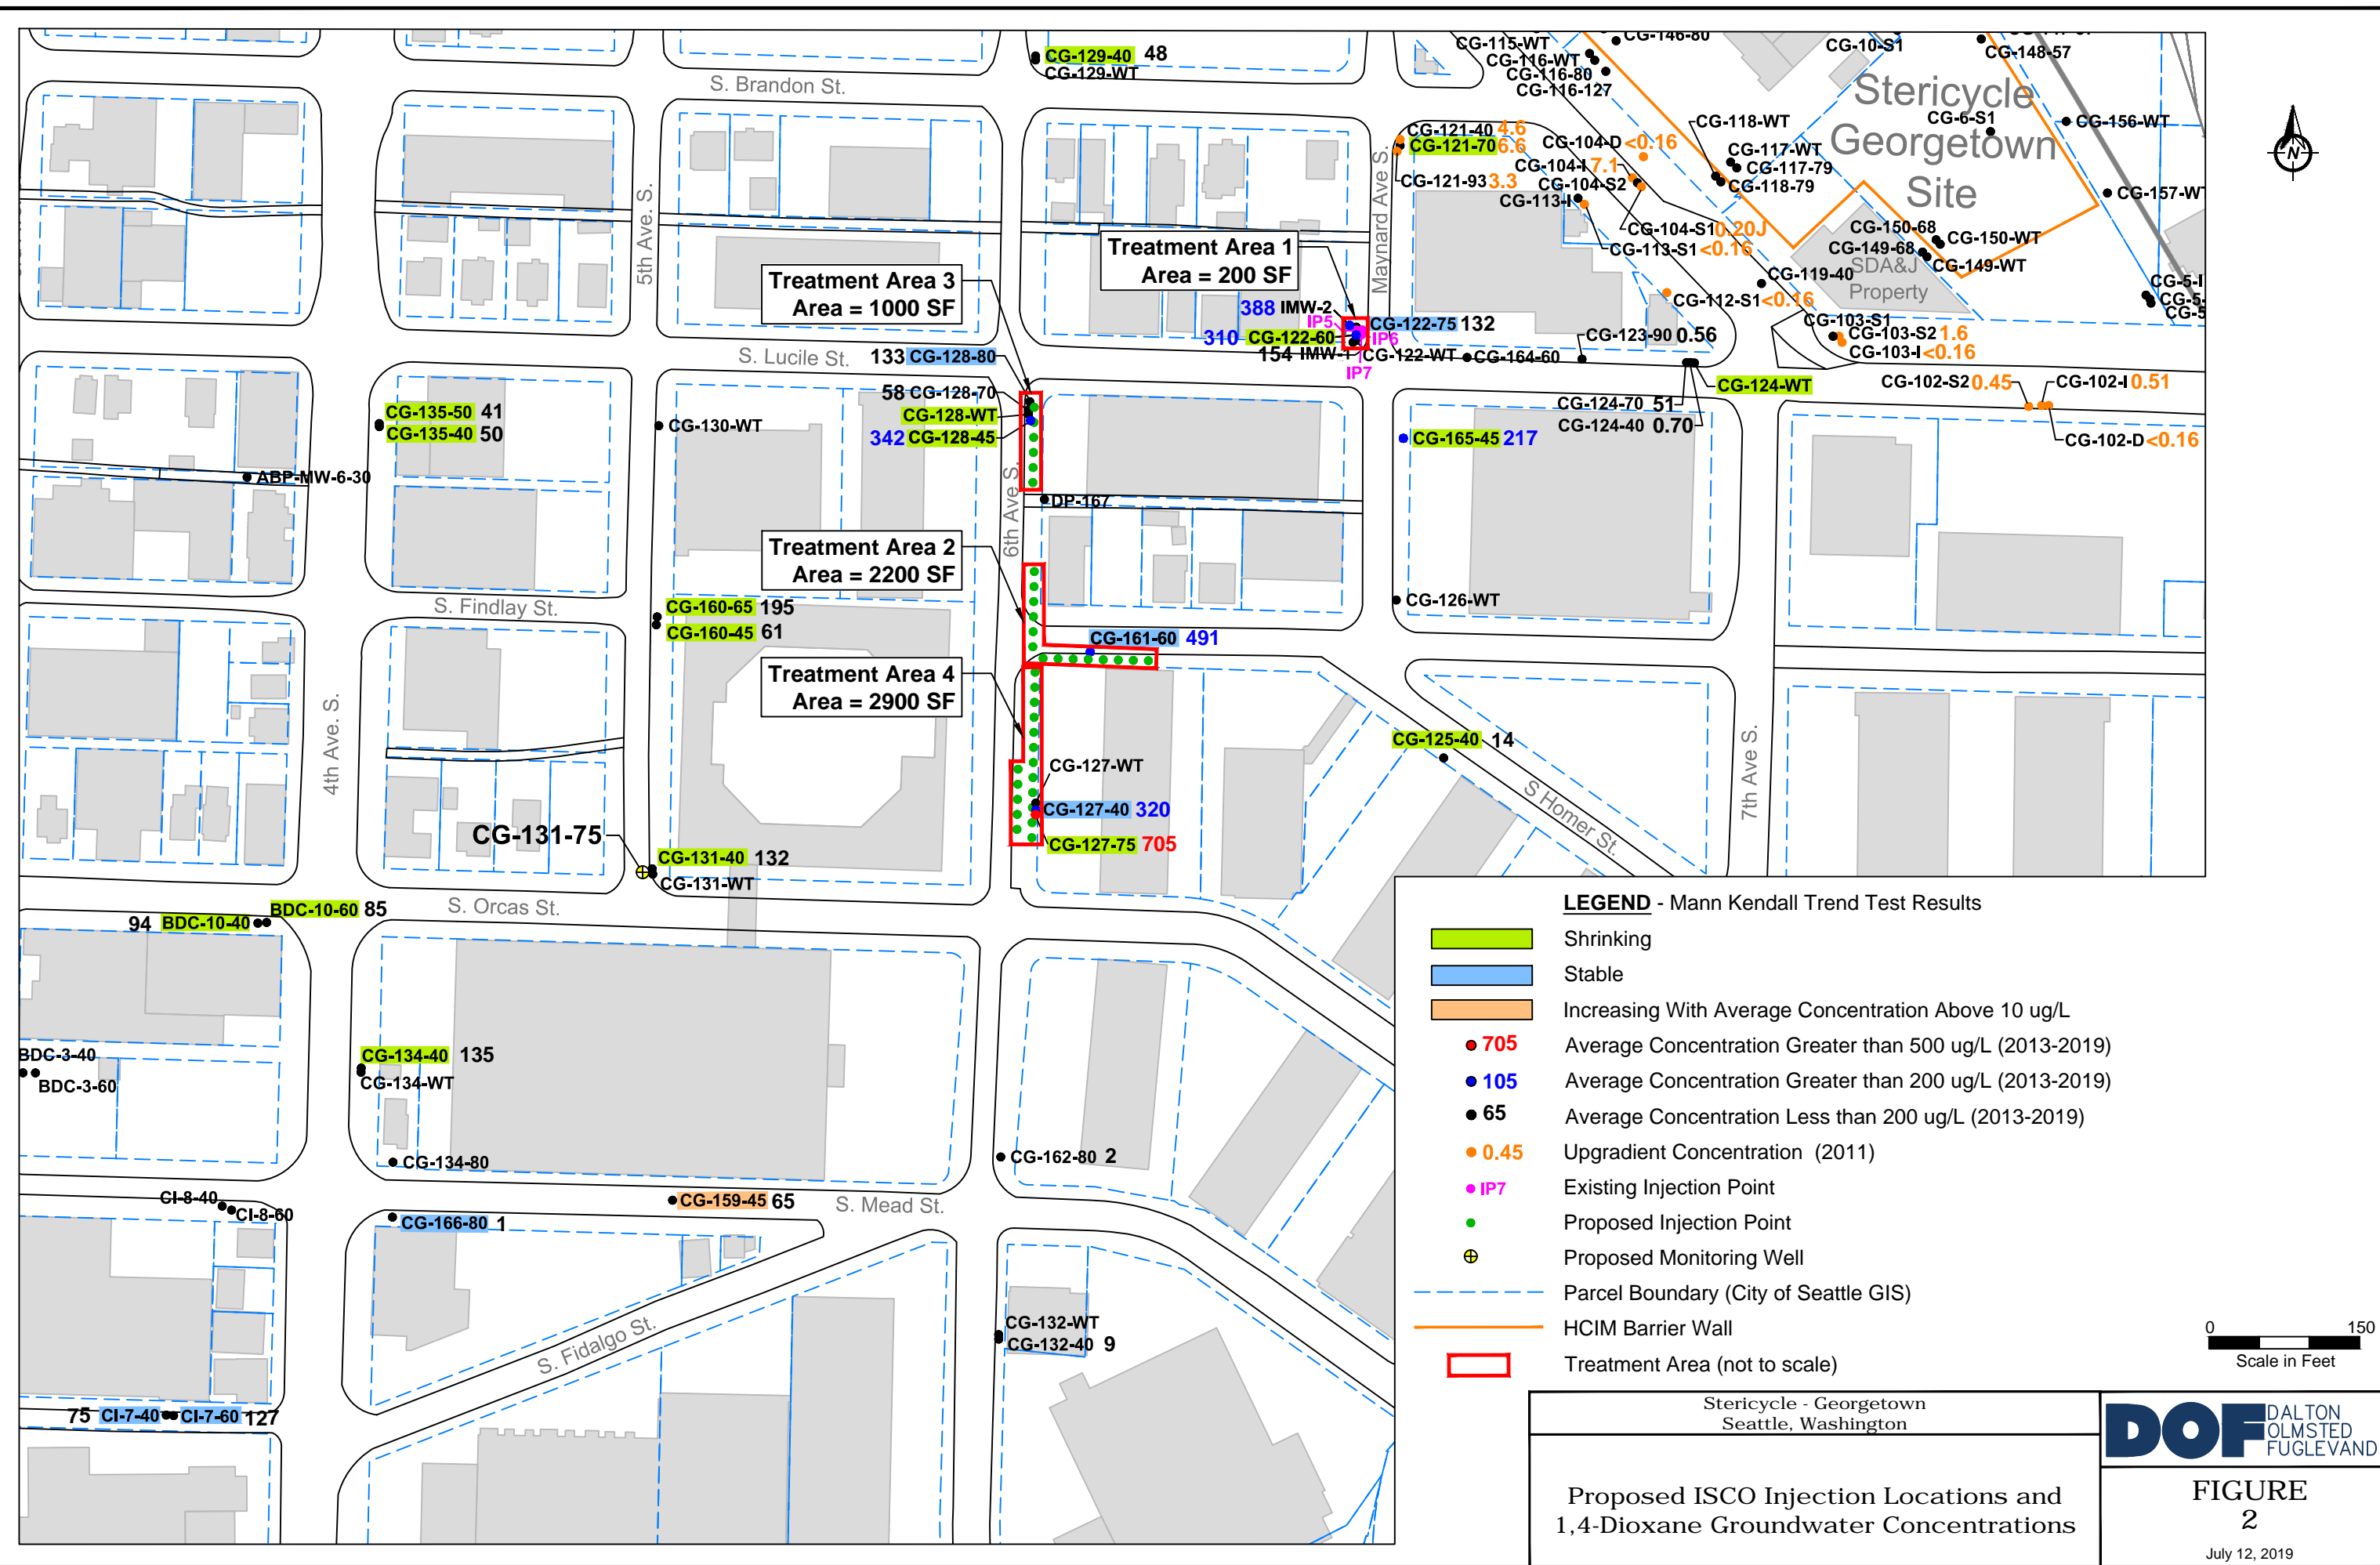 CG-129-40 48
CG-129-WT
S. Brandon St.
CG-115-WT
CG-116-WT
CG-116-80
CG-116-127
CG-146-80
CG-10-S1
CG-148-57
Stericycle
Georgetown
Site
CG-6-S1
CG-156-WT
CG-157-W
CG-118-WT
CG-117-WT
CG-117-79
CG-118-79
CG-121-40 4.6
CG-121-70 6.6
CG-121-93 3.3
CG-104-D <0.16
CG-104-I 7.1
CG-104-S2
CG-113-I
CG-104-S1 0.20J
CG-113-S1 <0.16
CG-150-68
CG-150-WT
CG-149-68
CG-149-WT
SDA&J
Property
CG-119-40
CG-112-S1 <0.16
CG-5-I
CG-5-
CG-5
CG-103-S1
CG-103-S2 1.6
CG-103-I <0.16
CG-123-90 0.56
5th Ave. S.
Maynard Ave S.
Treatment Area 1
Area = 200 SF
Treatment Area 3
Area = 1000 SF
388 IMW-2
IP5
CG-122-75 132
310 CG-122-60
IP6
154 IMW-1
CG-122-WT
CG-164-60
IP7
S. Lucile St.
133 CG-128-80
58 CG-128-70
CG-128-WT
342 CG-128-45
CG-124-WT
CG-124-70 51
CG-124-40 0.70
CG-102-S2 0.45
CG-102-I 0.51
CG-102-D <0.16
CG-135-50 41
CG-135-40 50
CG-130-WT
CG-165-45 217
ABP-MW-6-30
6th Ave S.
DP-167
Treatment Area 2
Area = 2200 SF
S. Findlay St.
CG-160-65 195
CG-160-45 61
CG-126-WT
CG-161-60 491
Treatment Area 4
Area = 2900 SF
4th Ave. S.
7th Ave S.
CG-125-40 14
S Homer St.
CG-127-WT
CG-127-40 320
CG-127-75 705
CG-131-75
CG-131-40 132
CG-131-WT
S. Orcas St.
BDC-10-60 85
94 BDC-10-40
BDC-3-40
BDC-3-60
CG-134-40 135
CG-134-WT
CG-134-80
CG-162-80 2
CI-8-40
CI-8-60
CG-159-45 65
S. Mead St.
CG-166-80 1
S. Fidalgo St.
CG-132-WT
CG-132-40 9
75 CI-7-40
CI-7-60 127
LEGEND - Mann Kendall Trend Test Results
Shrinking
Stable
Increasing With Average Concentration Above 10 ug/L
705 Average Concentration Greater than 500 ug/L (2013-2019)
105 Average Concentration Greater than 200 ug/L (2013-2019)
65 Average Concentration Less than 200 ug/L (2013-2019)
0.45 Upgradient Concentration (2011)
IP7 Existing Injection Point
Proposed Injection Point
Proposed Monitoring Well
Parcel Boundary (City of Seattle GIS)
HCIM Barrier Wall
Treatment Area (not to scale)
N
0 150
Scale in Feet
Stericycle - Georgetown
Seattle, Washington
Proposed ISCO Injection Locations and
1,4-Dioxane Groundwater Concentrations
DOF
DALTON
OLMSTED
FUGLEVAND
FIGURE
2
July 12, 2019